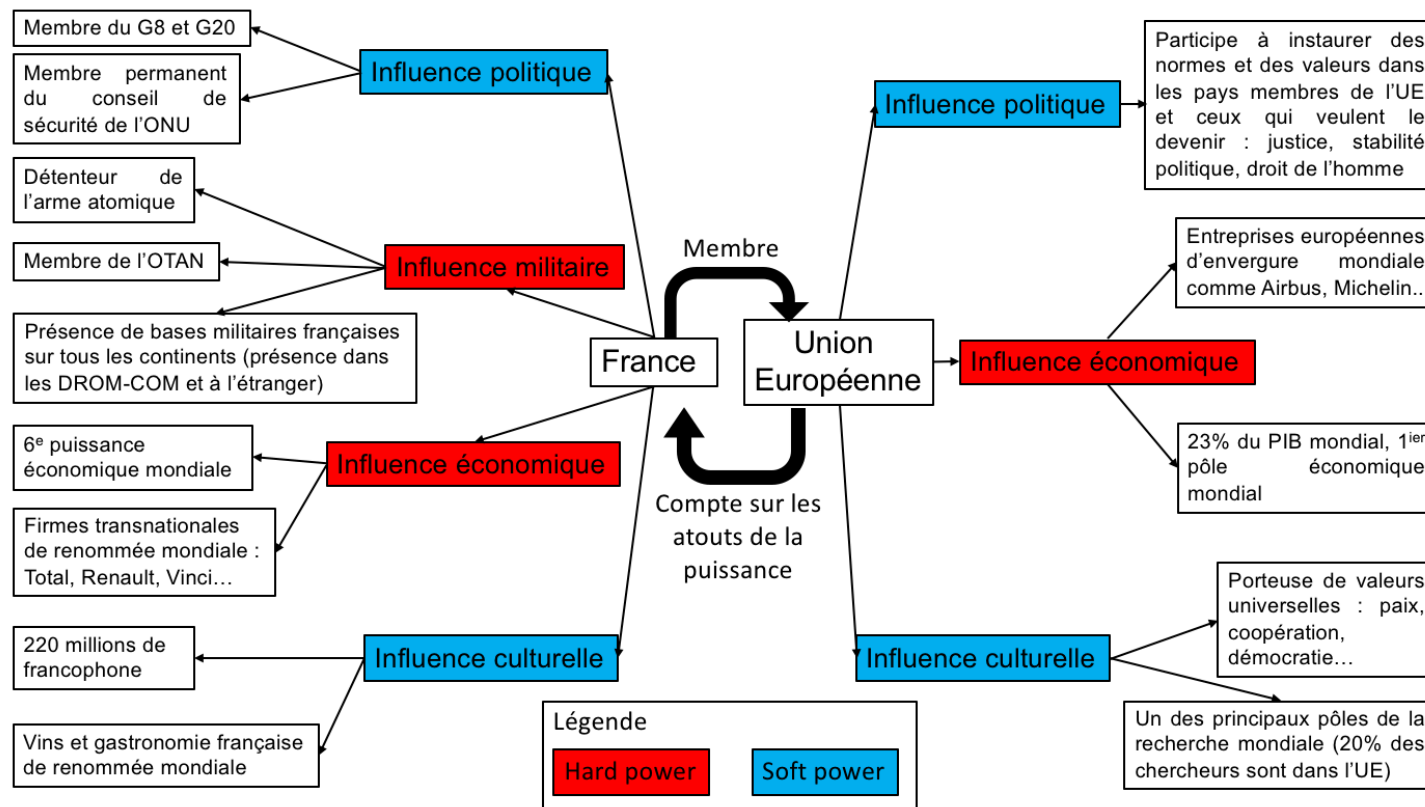 Membre du G8 et G20
Membre permanent
du conseil de
sécurité de l'ONU
Influence politique
Détenteur de
l'arme atomique
Membre de l'OTAN
Influence militaire
Présence de bases militaires françaises
sur tous les continents (présence dans
les DROM-COM et à l'étranger)
6e puissance
économique mondiale
Influence économique
Firmes transnationales
de renommée mondiale :
Total, Renault, Vinci…
220 millions de
francophone
Influence culturelle
Vins et gastronomie française
de renommée mondiale
Membre
France
Union
Européenne
Compte sur les
atouts de la
puissance
Influence politique
Participe à instaurer des
normes et des valeurs dans
les pays membres de l'UE
et ceux qui veulent le
devenir : justice, stabilité
politique, droit de l'homme
Entreprises européennes
d'envergure mondiale
comme Airbus, Michelin..
Influence économique
23% du PIB mondial, 1ier
pôle économique
mondial
Influence culturelle
Porteuse de valeurs
universelles : paix,
coopération,
démocratie…
Un des principaux pôles de la
recherche mondiale (20% des
chercheurs sont dans l'UE)
Légende
Hard power
Soft power